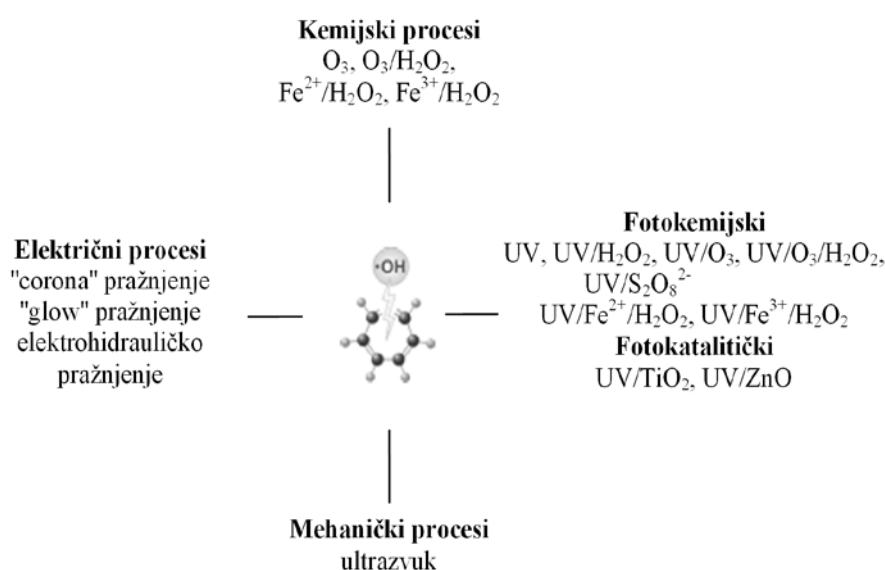 Kemijski procesi
O₃, O₃/H₂O₂,
Fe²⁺/H₂O₂, Fe³⁺/H₂O₂
Električni procesi
"corona" pražnjenje
"glow" pražnjenje
elektrohidrauličko
pražnjenje
•OH
Fotokemijski
UV, UV/H₂O₂, UV/O₃, UV/O₃/H₂O₂,
UV/S₂O₈²⁻
UV/Fe²⁺/H₂O₂, UV/Fe³⁺/H₂O₂
Fotokatalitički
UV/TiO₂, UV/ZnO
Mehanički procesi
ultrazvuk